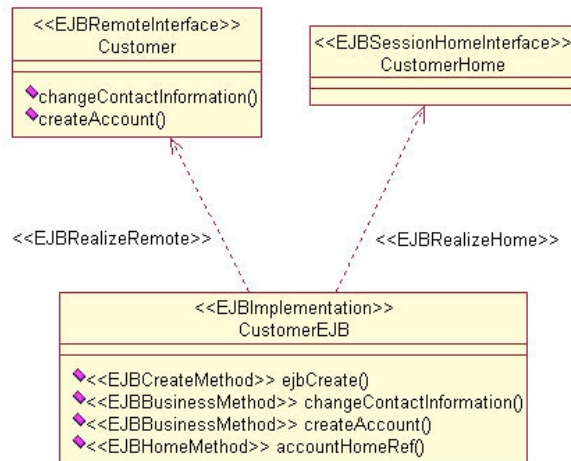 <<EJBRemoteInterface>>
Customer
changeContactInformation()
createAccount()
<<EJBSessionHomeInterface>>
CustomerHome
<<EJBRealizeRemote>>
<<EJBRealizeHome>>
<<EJBImplementation>>
CustomerEJB
<<EJBCreateMethod>> ejbCreate()
<<EJBBusinessMethod>> changeContactInformation()
<<EJBBusinessMethod>> createAccount()
<<EJBHomeMethod>> accountHomeRef()